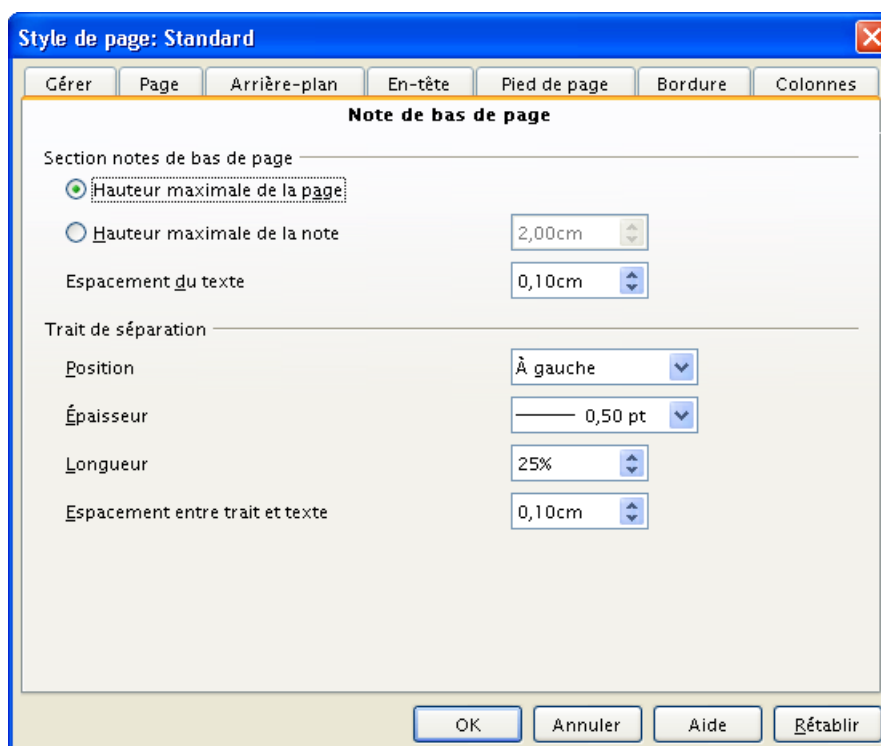 Style de page: Standard
Gérer Page Arrière-plan En-tête Pied de page Bordure Colonnes
Note de bas de page
Section notes de bas de page
Hauteur maximale de la page
Hauteur maximale de la note 2,00cm
Espacement du texte 0,10cm
Trait de séparation
Position À gauche
Épaisseur 0,50 pt
Longueur 25%
Espacement entre trait et texte 0,10cm
OK Annuler Aide Rétablir